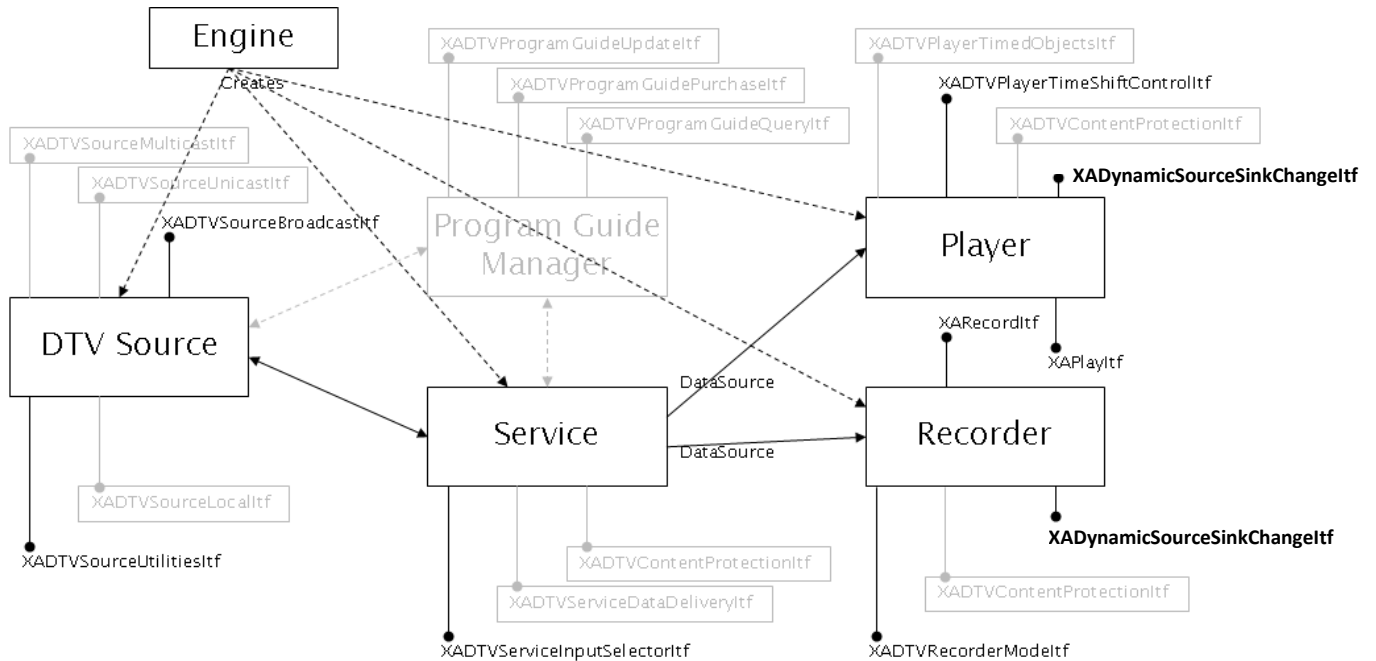 Engine
Creates
XADTVProgramGuideUpdateItf
XADTVProgramGuidePurchaseItf
XADTVProgramGuideQueryItf
XADTVPlayerTimedObjectsItf
XADTVPlayerTimeShiftControlItf
XADTVContentProtectionItf
XADynamicSourceSinkChangeItf
XADTVSourceMulticastItf
XADTVSourceUnicastItf
XADTVSourceBroadcastItf
Program Guide
Manager
Player
DTV Source
XARecordItf
XAPlayItf
DataSource
Service
DataSource
Recorder
XADTVSourceLocalItf
XADTVSourceUtilitiesItf
XADynamicSourceSinkChangeItf
XADTVContentProtectionItf
XADTVServiceDataDeliveryItf
XADTVContentProtectionItf
XADTVServiceInputSelectorItf
XADTVRecorderModeItf